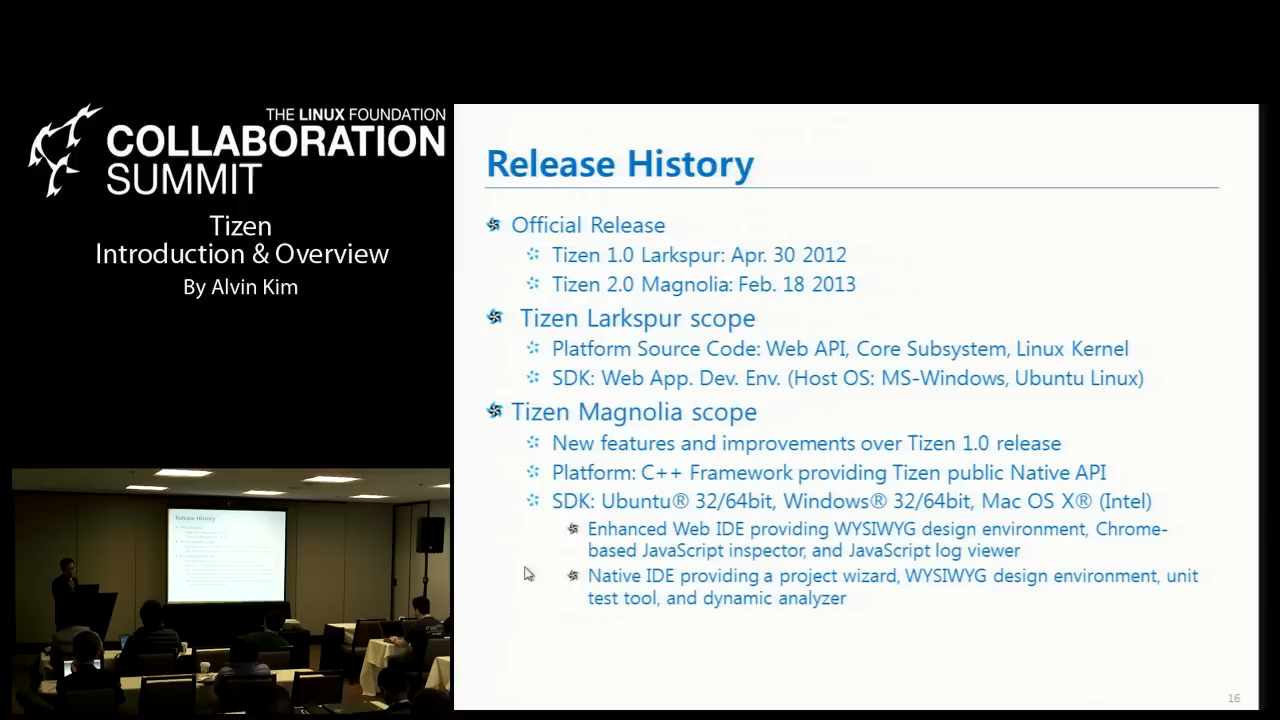 THE LINUX FOUNDATION
COLLABORATION
SUMMIT
Tizen
Introduction & Overview
By Alvin Kim
Release History
Official Release
Tizen 1.0 Larkspur: Apr. 30 2012
Tizen 2.0 Magnolia: Feb. 18 2013
Tizen Larkspur scope
Platform Source Code: Web API, Core Subsystem, Linux Kernel
SDK: Web App. Dev. Env. (Host OS: MS-Windows, Ubuntu Linux)
Tizen Magnolia scope
New features and improvements over Tizen 1.0 release
Platform: C++ Framework providing Tizen public Native API
SDK: Ubuntu® 32/64bit, Windows® 32/64bit, Mac OS X® (Intel)
Enhanced Web IDE providing WYSIWYG design environment, Chrome-
based JavaScript inspector, and JavaScript log viewer
Native IDE providing a project wizard, WYSIWYG design environment, unit
test tool, and dynamic analyzer
16
Release History